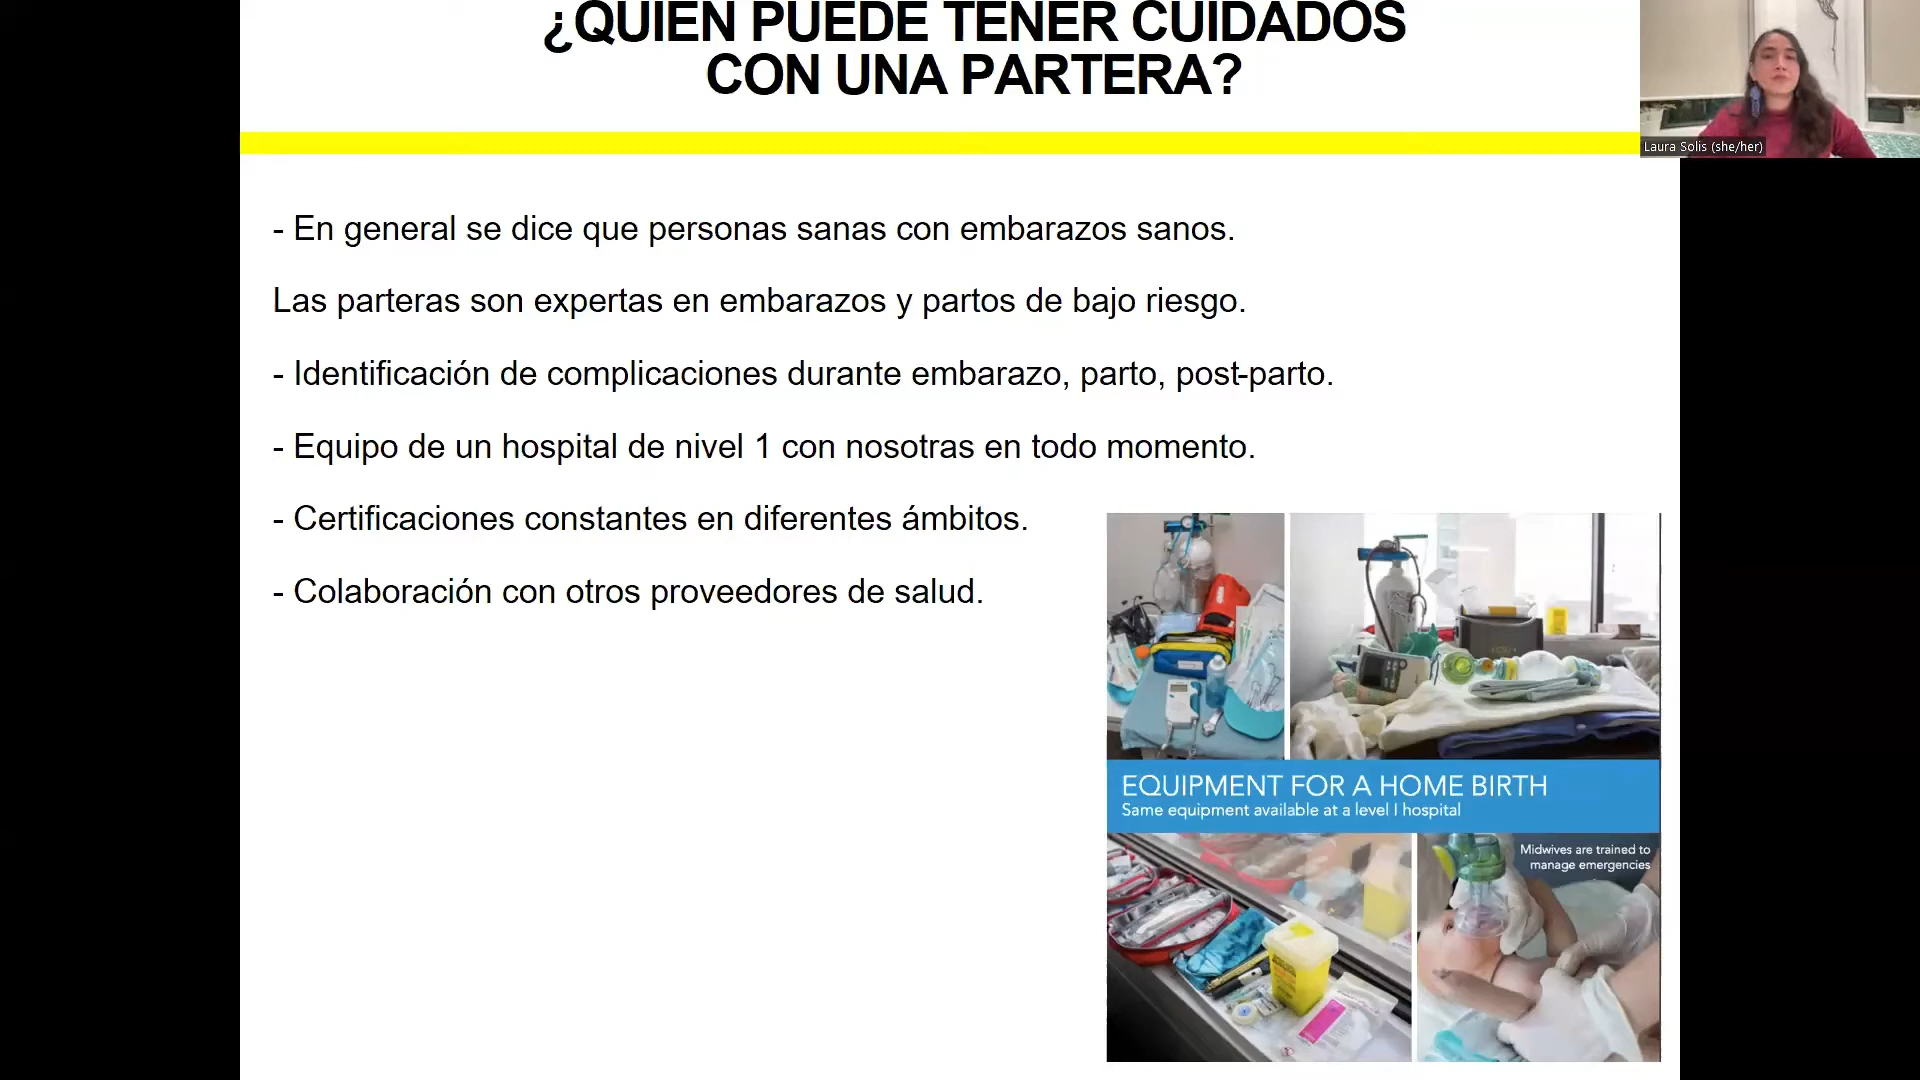 ¿QUIEN PUEDE TENER CUIDADOS
CON UNA PARTERA?
Laura Solis (she/her)
- En general se dice que personas sanas con embarazos sanos.
Las parteras son expertas en embarazos y partos de bajo riesgo.
- Identificación de complicaciones durante embarazo, parto, post-parto.
- Equipo de un hospital de nivel 1 con nosotras en todo momento.
- Certificaciones constantes en diferentes ámbitos.
- Colaboración con otros proveedores de salud.
EQUIPMENT FOR A HOME BIRTH
Same equipment available at a level I hospital
Midwives are trained to
manage emergencies